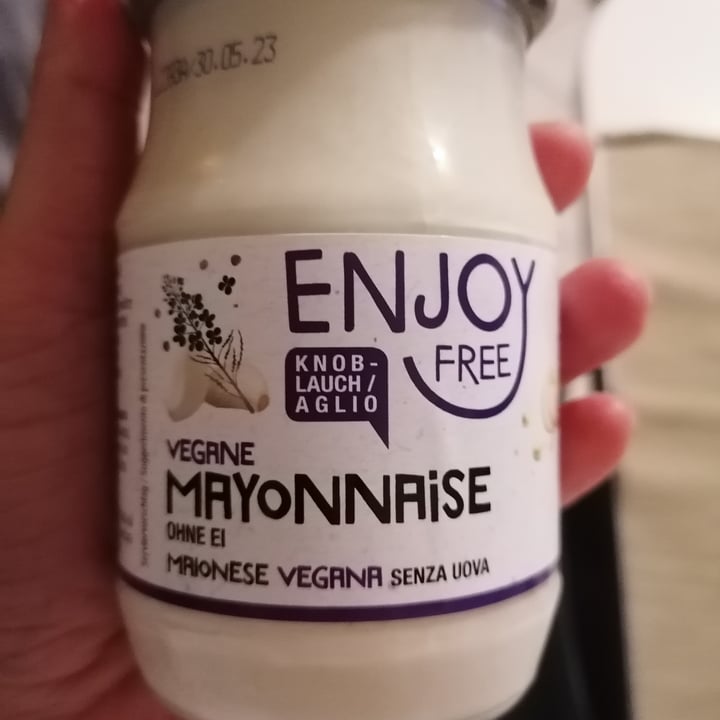 30.05.23
ENJOY
FREE
KNOB-
LAUCH /
AGLIO
VEGANE
MAYONNAiSE
OHNE EI
MAIONESE VEGANA SENZA UOVA